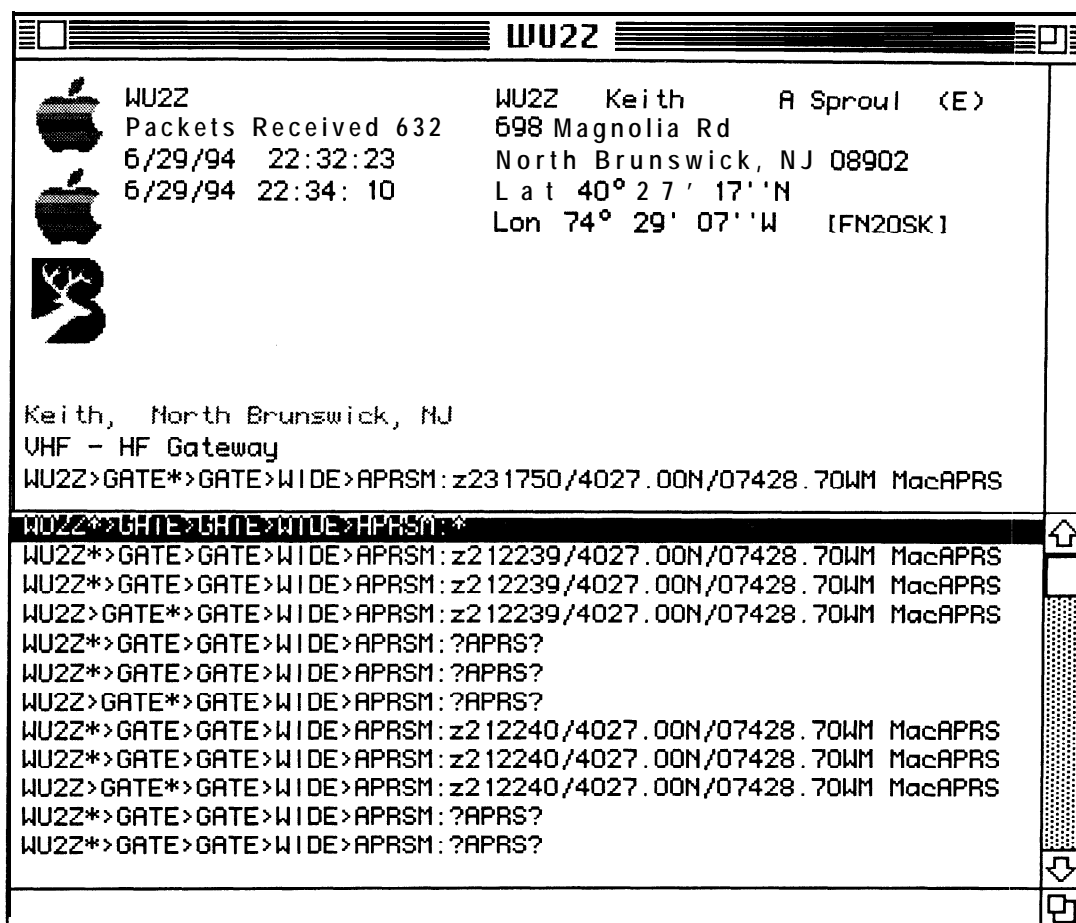 WU2Z
WU2Z
Packets Received 632
6/29/94 22:32:23
6/29/94 22:34: 10
WU2Z Keith A Sproul (E)
698 Magnolia Rd
North Brunswick, NJ 08902
Lat 40° 27' 17''N
Lon 74° 29' 07''W [FN20SK]
Keith, North Brunswick, NJ
VHF - HF Gateway
WU2Z>GATE*>GATE>WIDE>APRSM:z231750/4027.00N/07428.70WM MacAPRS
WU2Z*>GATE>GATE>WIDE>APRSM:*
WU2Z*>GATE>GATE>WIDE>APRSM:z212239/4027.00N/07428.70WM MacAPRS
WU2Z*>GATE>GATE>WIDE>APRSM:z212239/4027.00N/07428.70WM MacAPRS
WU2Z>GATE*>GATE>WIDE>APRSM:z212239/4027.00N/07428.70WM MacAPRS
WU2Z*>GATE>GATE>WIDE>APRSM:?APRS?
WU2Z*>GATE>GATE>WIDE>APRSM:?APRS?
WU2Z>GATE*>GATE>WIDE>APRSM:?APRS?
WU2Z*>GATE>GATE>WIDE>APRSM:z212240/4027.00N/07428.70WM MacAPRS
WU2Z*>GATE>GATE>WIDE>APRSM:z212240/4027.00N/07428.70WM MacAPRS
WU2Z>GATE*>GATE>WIDE>APRSM:z212240/4027.00N/07428.70WM MacAPRS
WU2Z*>GATE>GATE>WIDE>APRSM:?APRS?
WU2Z*>GATE>GATE>WIDE>APRSM:?APRS?